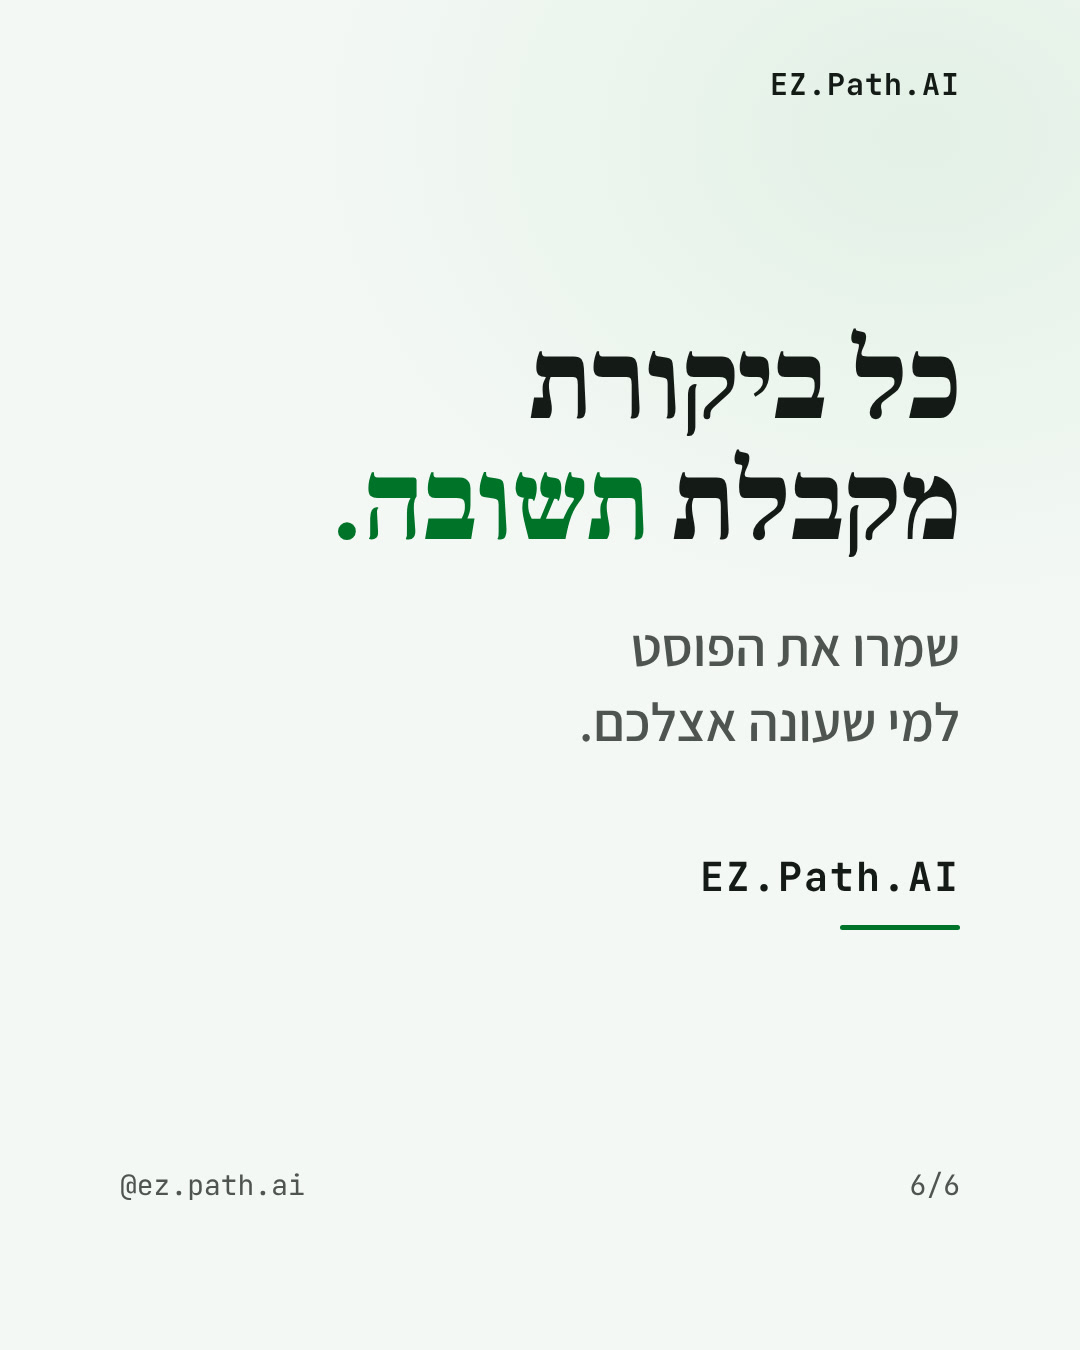 EZ.Path.AI
כל ביקורת
מקבלת תשובה.
שמרו את הפוסט
למי שעונה אצלכם.
EZ.Path.AI
6/6
@ez.path.ai